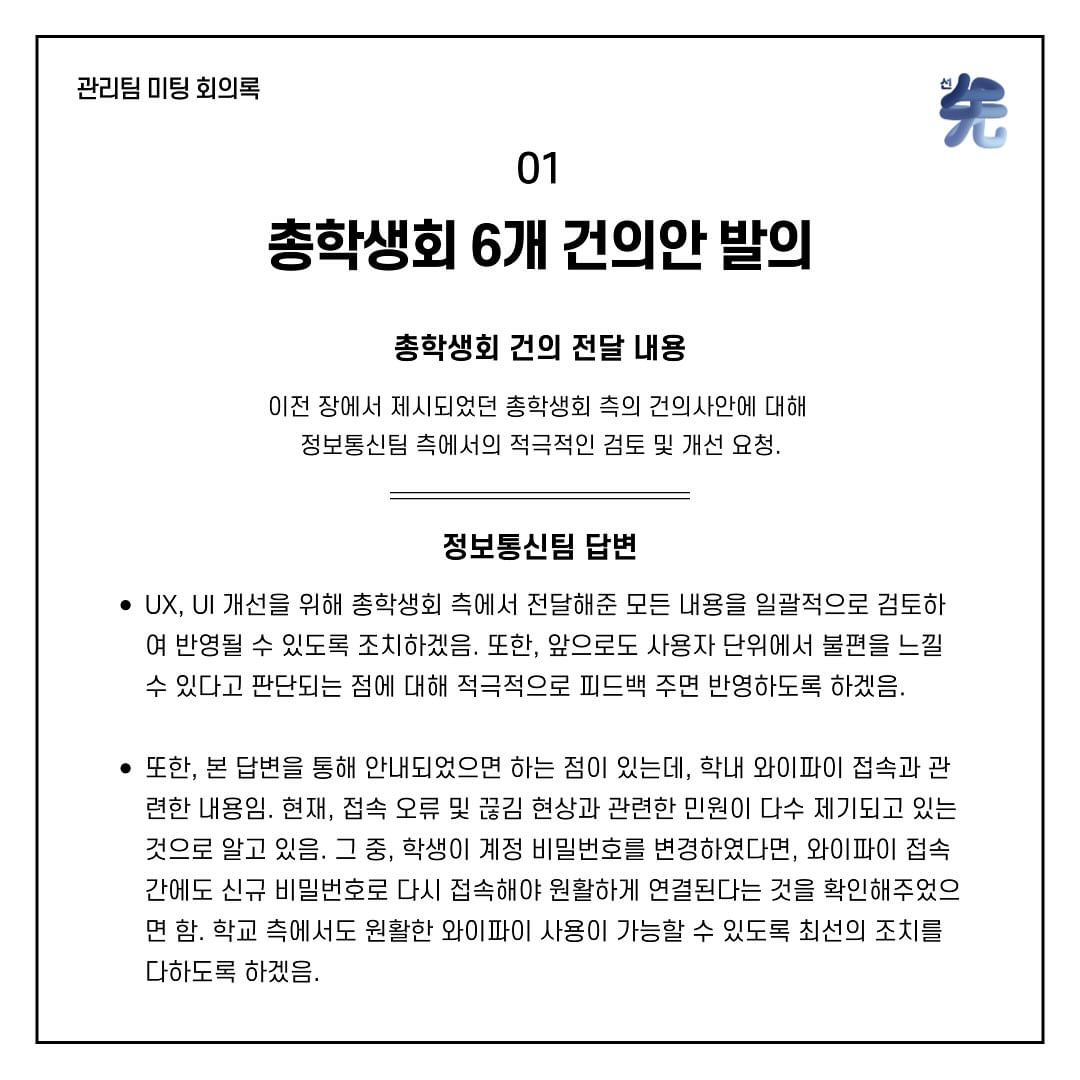 관리팀 미팅 회의록
선
先
01
총학생회 6개 건의안 발의
총학생회 건의 전달 내용
이전 장에서 제시되었던 총학생회 측의 건의사안에 대해
정보통신팀 측에서의 적극적인 검토 및 개선 요청.
정보통신팀 답변
• UX, UI 개선을 위해 총학생회 측에서 전달해준 모든 내용을 일괄적으로 검토하
여 반영될 수 있도록 조치하겠음. 또한, 앞으로도 사용자 단위에서 불편을 느낄
수 있다고 판단되는 점에 대해 적극적으로 피드백 주면 반영하도록 하겠음.
• 또한, 본 답변을 통해 안내되었으면 하는 점이 있는데, 학내 와이파이 접속과 관
련한 내용임. 현재, 접속 오류 및 끊김 현상과 관련한 민원이 다수 제기되고 있는
것으로 알고 있음. 그 중, 학생이 계정 비밀번호를 변경하였다면, 와이파이 접속
간에도 신규 비밀번호로 다시 접속해야 원활하게 연결된다는 것을 확인해주었으
면 함. 학교 측에서도 원활한 와이파이 사용이 가능할 수 있도록 최선의 조치를
다하도록 하겠음.